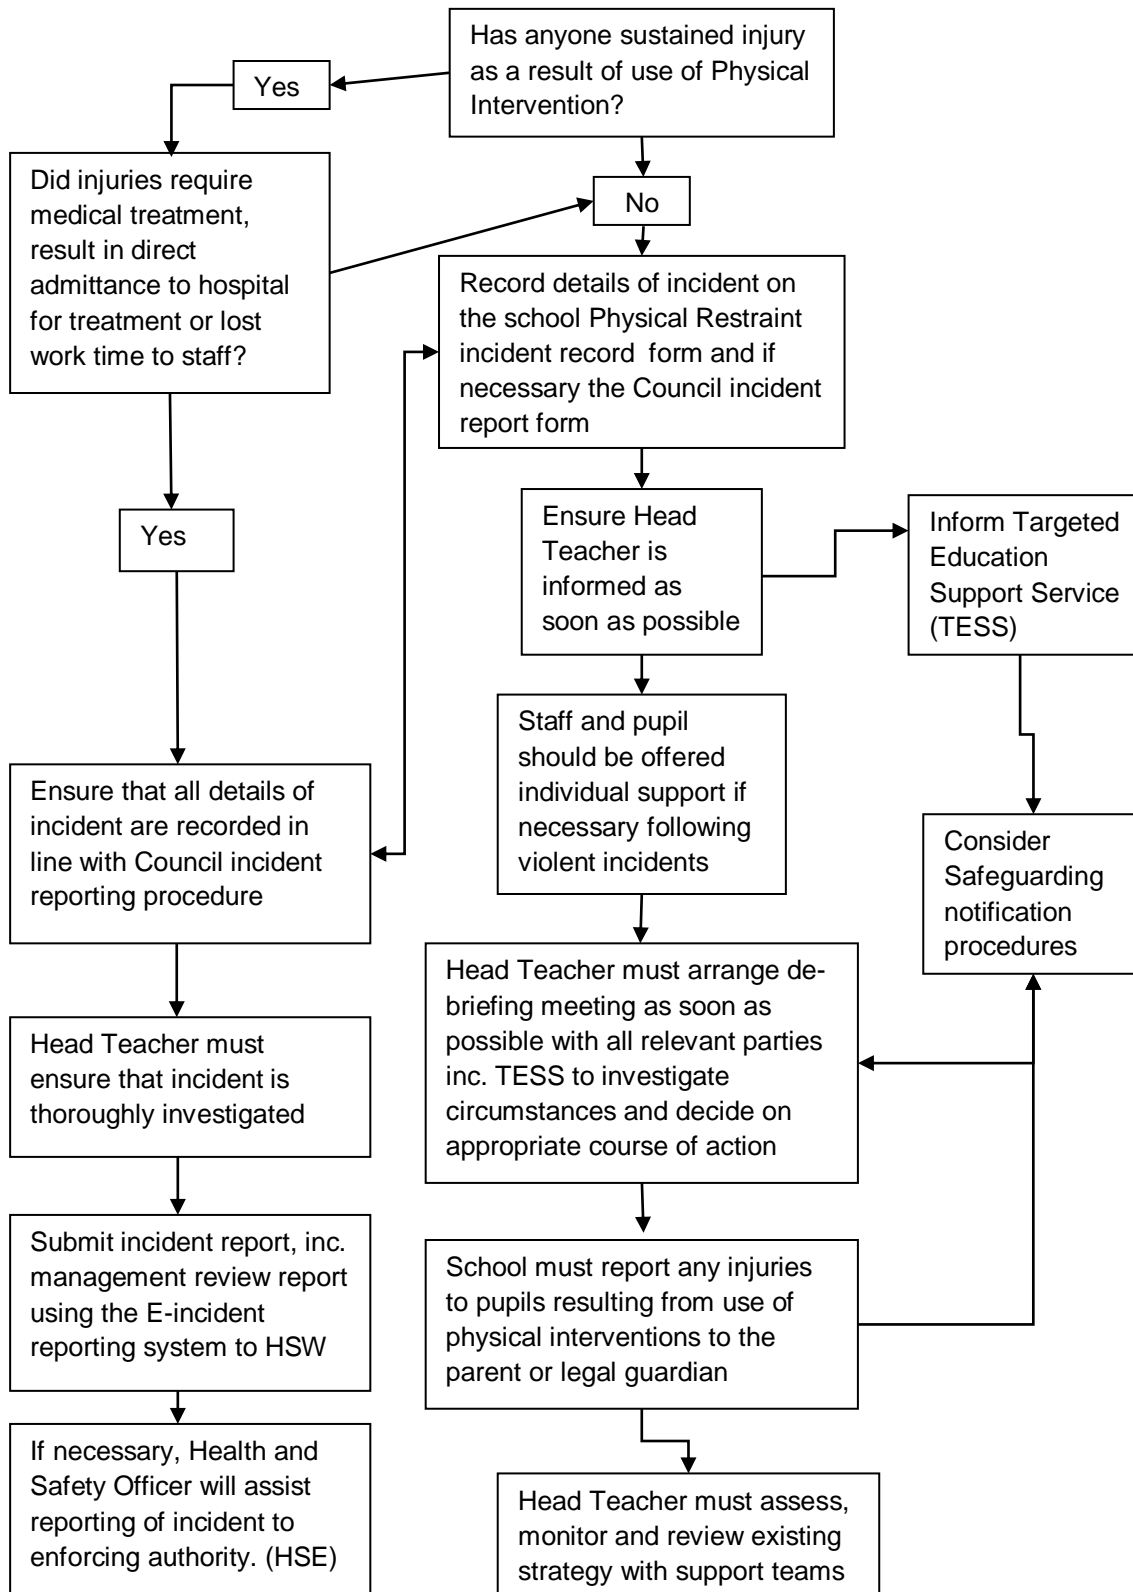 Has anyone sustained injury
as a result of use of Physical
Intervention?
Yes
Did injuries require
medical treatment,
result in direct
admittance to hospital
for treatment or lost
work time to staff?
No
Record details of incident on
the school Physical Restraint
incident record  form and if
necessary the Council incident
report form
Yes
Ensure Head
Teacher is
informed as
soon as possible
Inform Targeted
Education
Support Service
(TESS)
Staff and pupil
should be offered
individual support if
necessary following
violent incidents
Ensure that all details of
incident are recorded in
line with Council incident
reporting procedure
Consider
Safeguarding
notification
procedures
Head Teacher must arrange de-
briefing meeting as soon as
possible with all relevant parties
inc. TESS to investigate
circumstances and decide on
appropriate course of action
Head Teacher must
ensure that incident is
thoroughly investigated
Submit incident report, inc.
management review report
using the E-incident
reporting system to HSW
School must report any injuries
to pupils resulting from use of
physical interventions to the
parent or legal guardian
If necessary, Health and
Safety Officer will assist
reporting of incident to
enforcing authority. (HSE)
Head Teacher must assess,
monitor and review existing
strategy with support teams